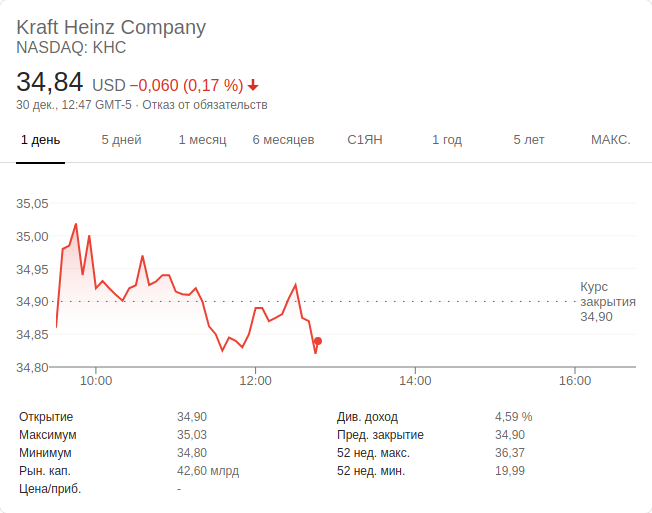 Kraft Heinz Company
NASDAQ: KHC
34,84 USD −0,060 (0,17 %)
30 дек., 12:47 GMT-5 · Отказ от обязательств
1 день 5 дней 1 месяц 6 месяцев С1ЯН 1 год 5 лет МАКС.
35,05
35,00
34,95
34,90
34,85
34,80
Курс
закрытия
34,90
10:00 12:00 14:00 16:00
Открытие 34,90 Див. доход 4,59 %
Максимум 35,03 Пред. закрытие 34,90
Минимум 34,80 52 нед. макс. 36,37
Рын. кап. 42,60 млрд 52 нед. мин. 19,99
Цена/приб. -